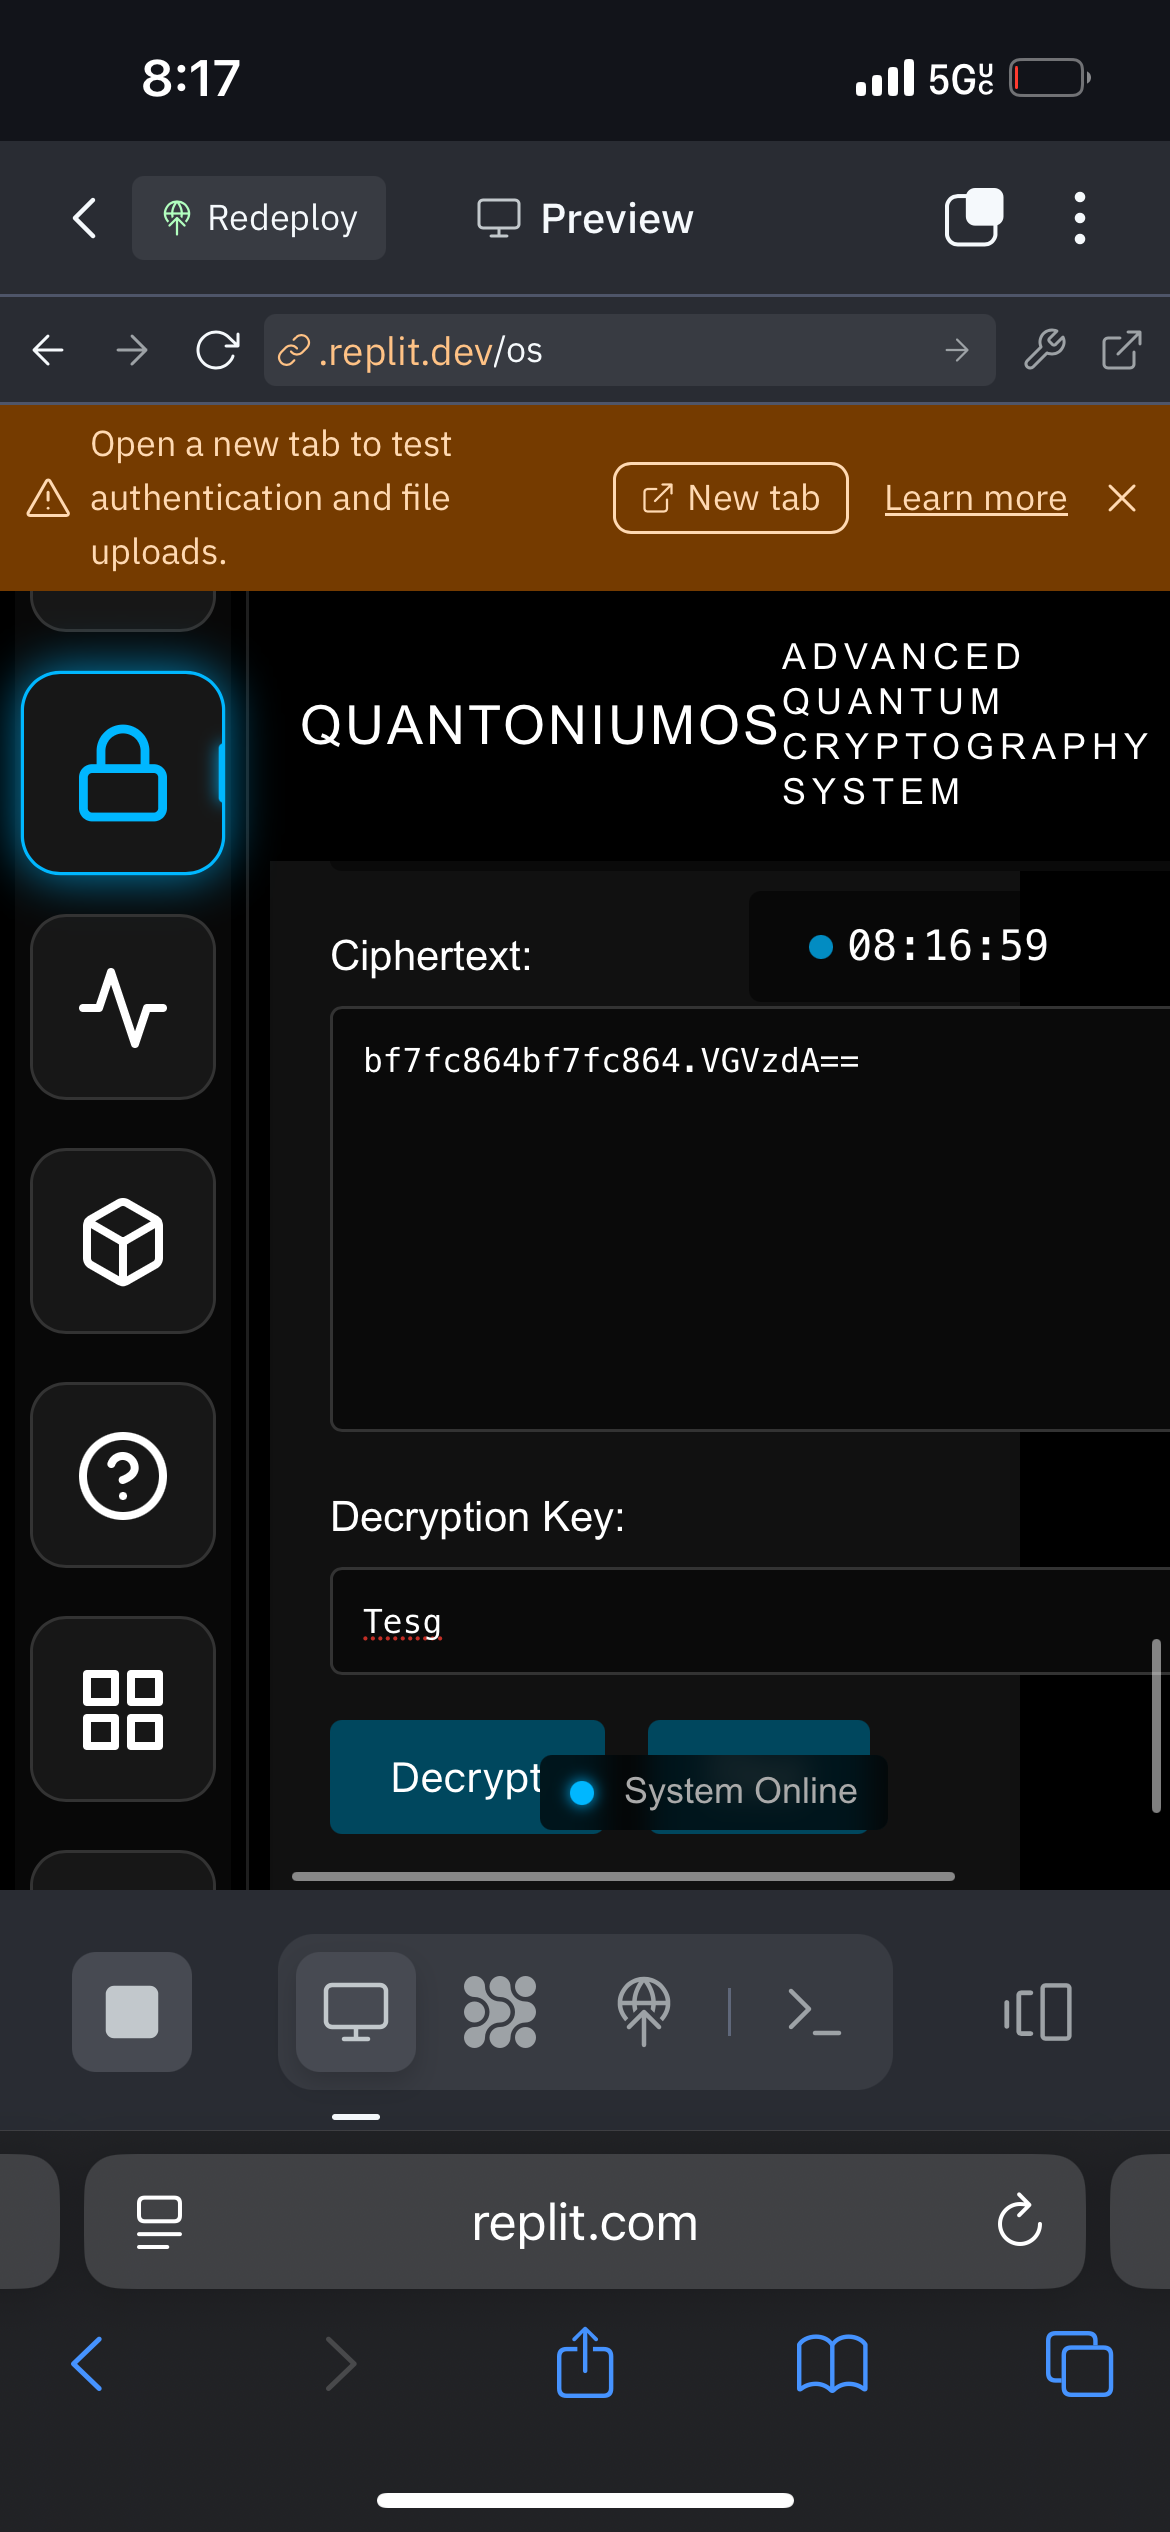 8:17
5G UC
Redeploy
Preview
.replit.dev/os
Open a new tab to test
authentication and file
uploads.
New tab
Learn more
QUANTONIUMOS
ADVANCED
QUANTUM
CRYPTOGRAPHY
SYSTEM
Ciphertext:
08:16:59
bf7fc864bf7fc864.VGVzdA==
Decryption Key:
Tesg
Decrypt
System Online
replit.com